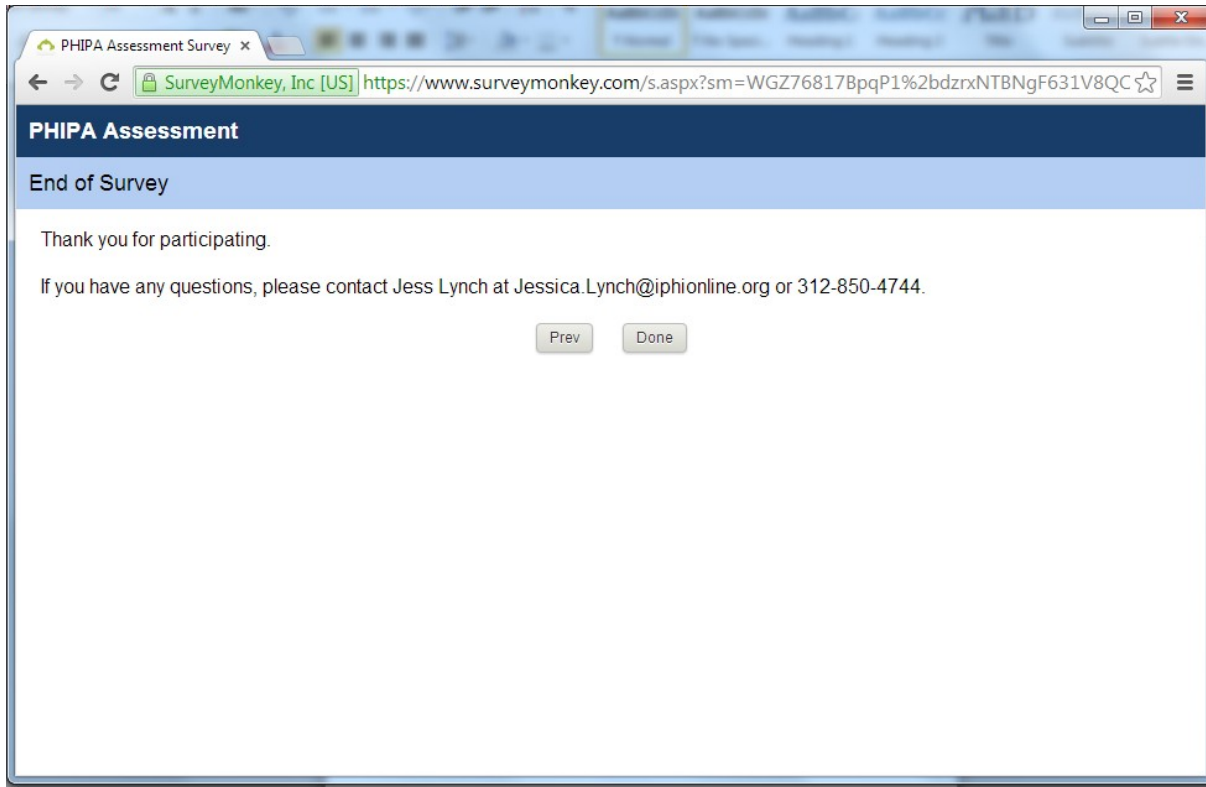 PHIPA Assessment Survey
SurveyMonkey, Inc [US] https://www.surveymonkey.com/s.aspx?sm=WGZ76817BpqP1%2bdzrxNTBNgF631V8QC
PHIPA Assessment
End of Survey
Thank you for participating.
If you have any questions, please contact Jess Lynch at Jessica.Lynch@iphionline.org or 312-850-4744.
Prev Done